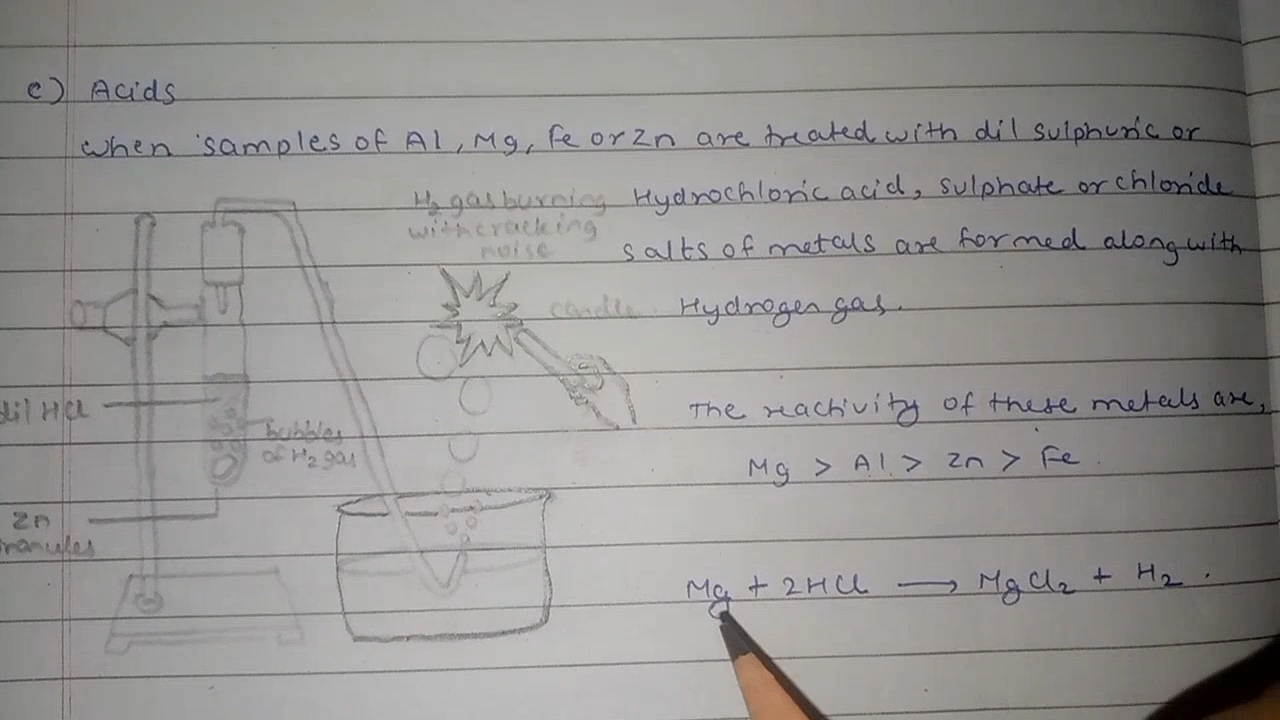 c) Acids
when samples of Al, Mg, Fe or Zn are treated with dil sulphuric or
H2 gas burning
with cracking
noise
Hydrochloric acid, sulphate or chloride
salts of metals are formed along with
candle
Hydrogen gas.
dil HCl
bubbles
of H2 gas
Zn
granules
The reactivity of these metals are,
Mg > Al > Zn > Fe.
Mg + 2HCl → MgCl2 + H2.